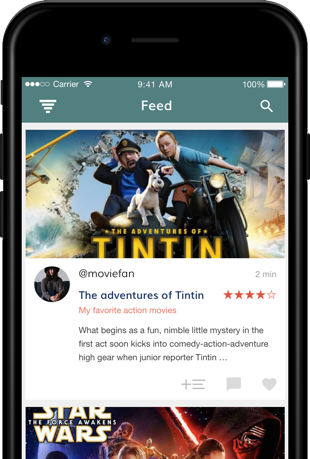 Carrier 9:41 AM 100%
Feed
THE ADVENTURES OF
TINTIN
@moviefan 2 min
The adventures of Tintin
My favorite action movies
What begins as a fun, nimble little mystery in the
first act soon kicks into comedy-action-adventure
high gear when junior reporter Tintin ...
STAR
THE FORCE AWAKENS
WARS